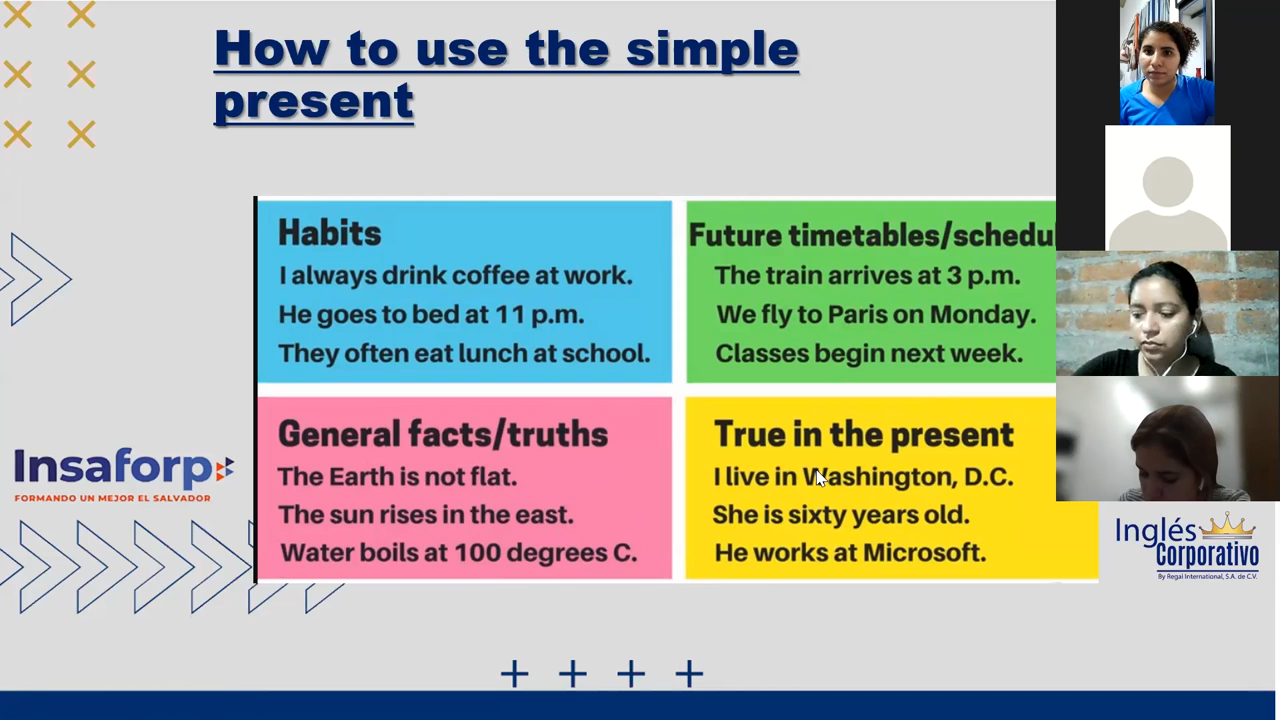 How to use the simple
present
Habits
I always drink coffee at work.
He goes to bed at 11 p.m.
They often eat lunch at school.
Future timetables/schedu
The train arrives at 3 p.m.
We fly to Paris on Monday.
Classes begin next week.
General facts/truths
The Earth is not flat.
The sun rises in the east.
Water boils at 100 degrees C.
True in the present
I live in Washington, D.C.
She is sixty years old.
He works at Microsoft.
Insaforp
FORMANDO UN MEJOR EL SALVADOR
Inglés
Corporativo
By Regal International, S.A. de C.V.